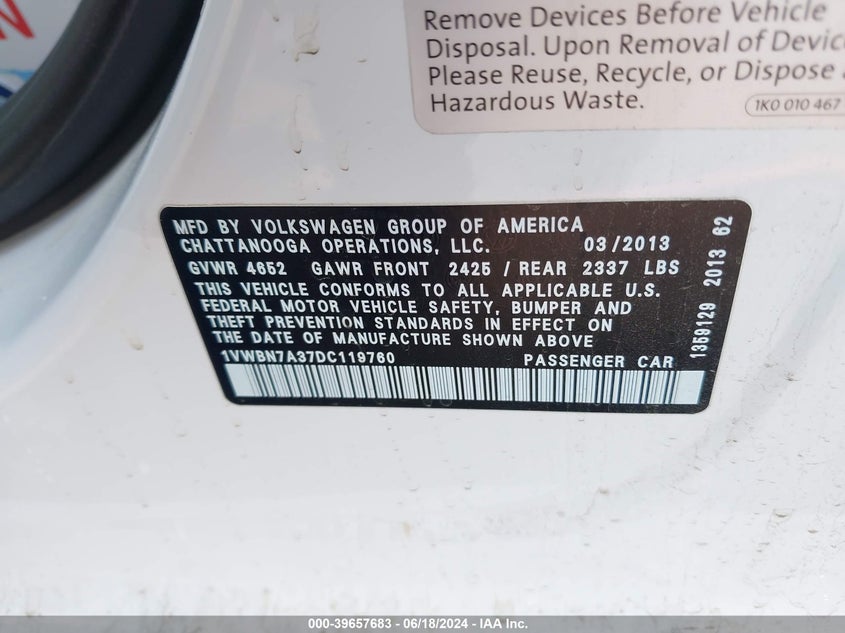 Remove Devices Before Vehicle
Disposal. Upon Removal of Device
Please Reuse, Recycle, or Dispose a
Hazardous Waste.
1K0 010 467
MFD BY VOLKSWAGEN GROUP OF AMERICA
CHATTANOOGA OPERATIONS, LLC. 03/2013
GVWR 4652 GAWR FRONT 2425 / REAR 2337 LBS
THIS VEHICLE CONFORMS TO ALL APPLICABLE U.S.
FEDERAL MOTOR VEHICLE SAFETY, BUMPER AND
THEFT PREVENTION STANDARDS IN EFFECT ON
THE DATE OF MANUFACTURE SHOWN ABOVE
1VWBN7A37DC119760 PASSENGER CAR
1359129 2013 62
000-39657683 - 06/18/2024 - IAA Inc.